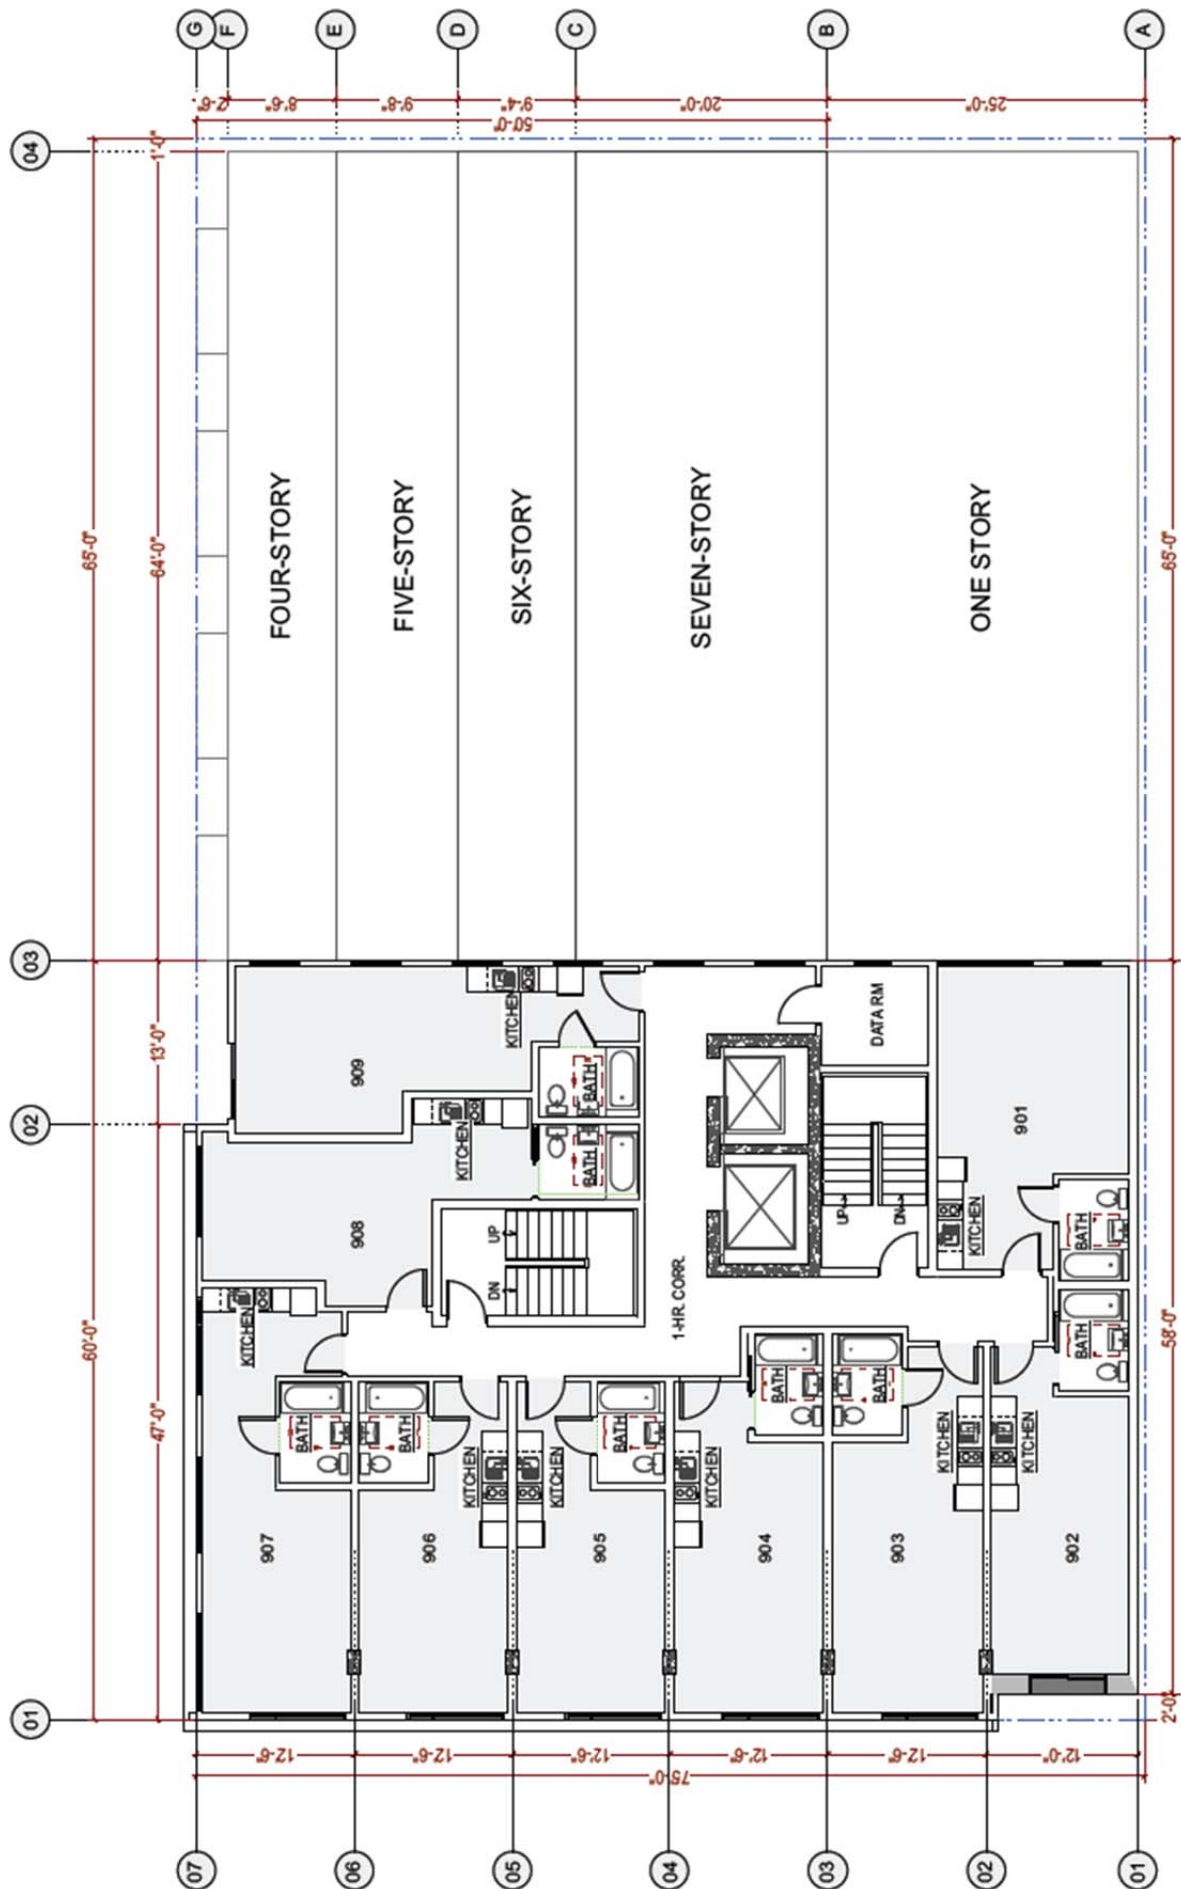 G
F
E
D
C
B
A
2'-6"
8'-6"
9'-8"
9'-4"
20'-0"
25'-0"
50'-0"
04
1'-0"
65'-0"
64'-0"
FOUR-STORY
FIVE-STORY
SIX-STORY
SEVEN-STORY
ONE STORY
65'-0"
03
13'-0"
909
KITCHEN
BATH
DATA RM
02
908
KITCHEN
BATH
901
KITCHEN
BATH
UP
DN
UP
DN
1-HR. CORR.
60'-0"
47'-0"
58'-0"
KITCHEN
BATH
907
BATH
KITCHEN
906
KITCHEN
BATH
905
KITCHEN
BATH
904
BATH
KITCHEN
903
BATH
KITCHEN
902
01
2'-0"
12'-6"
12'-6"
12'-6"
12'-6"
12'-6"
12'-0"
75'-0"
07
06
05
04
03
02
01